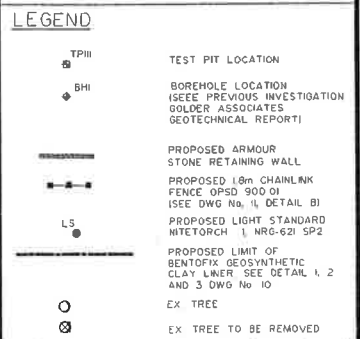 LEGEND
TPIII
TEST PIT LOCATION
BHI
BOREHOLE LOCATION
(SEEE PREVIOUS INVESTIGATION
GOLDER ASSOCIATES
GEOTECHNICAL REPORT)
PROPOSED ARMOUR
STONE RETAINING WALL
PROPOSED 1.8m CHAINLINK
FENCE OPSD 900 01
(SEE DWG No. 11, DETAIL B)
LS
PROPOSED LIGHT STANDARD
NITETORCH 1 NRG-621 SP2
PROPOSED LIMIT OF
BENTOFIX GEOSYNTHETIC
CLAY LINER SEE DETAIL 1, 2
AND 3 DWG No 10
EX TREE
EX TREE TO BE REMOVED